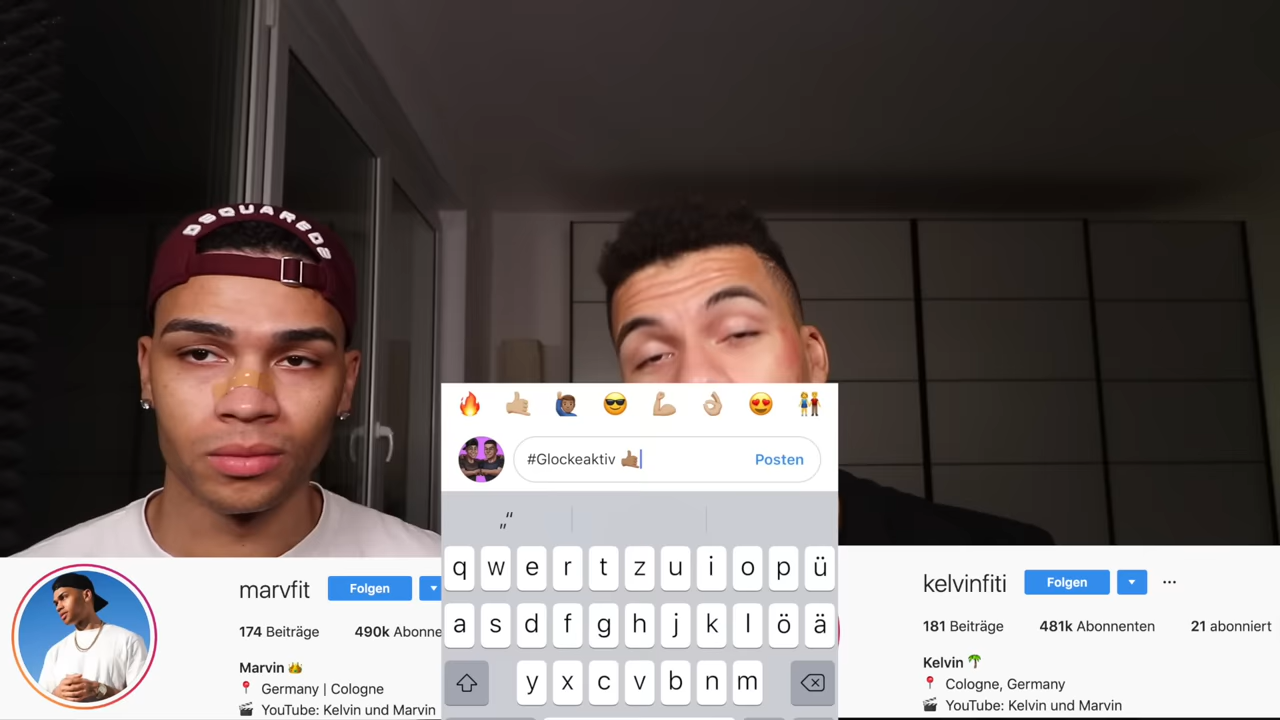 DSQUARED2
#Glockeaktiv 🤙🏽
Posten
„“
q w e r t z u i o p ü
a s d f g h j k l ö ä
y x c v b n m
marvfit
Folgen
174 Beiträge 490k Abonne
Marvin 👑
📍 Germany | Cologne
🎬 YouTube: Kelvin und Marvin
kelvinfiti
Folgen
181 Beiträge 481k Abonnenten 21 abonniert
Kelvin 🌴
📍 Cologne, Germany
🎬 YouTube: Kelvin und Marvin